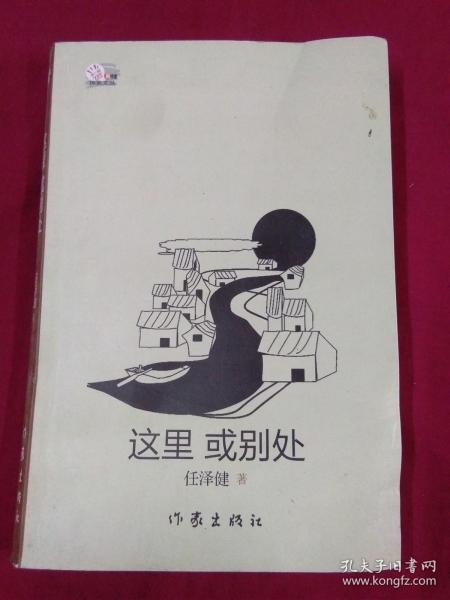 这里 或别处
任泽健 著
作家出版社
孔夫子旧书网
www.kongfz.com